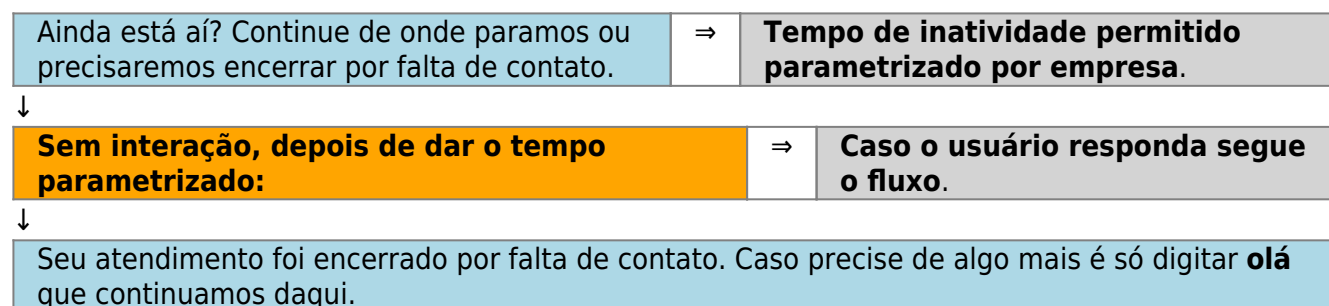 Ainda está aí? Continue de onde paramos ou
precisaremos encerrar por falta de contato.
⇒
Tempo de inatividade permitido
parametrizado por empresa.
↓
Sem interação, depois de dar o tempo
parametrizado:
⇒
Caso o usuário responda segue
o fluxo.
↓
Seu atendimento foi encerrado por falta de contato. Caso precise de algo mais é só digitar olá
que continuamos daqui.